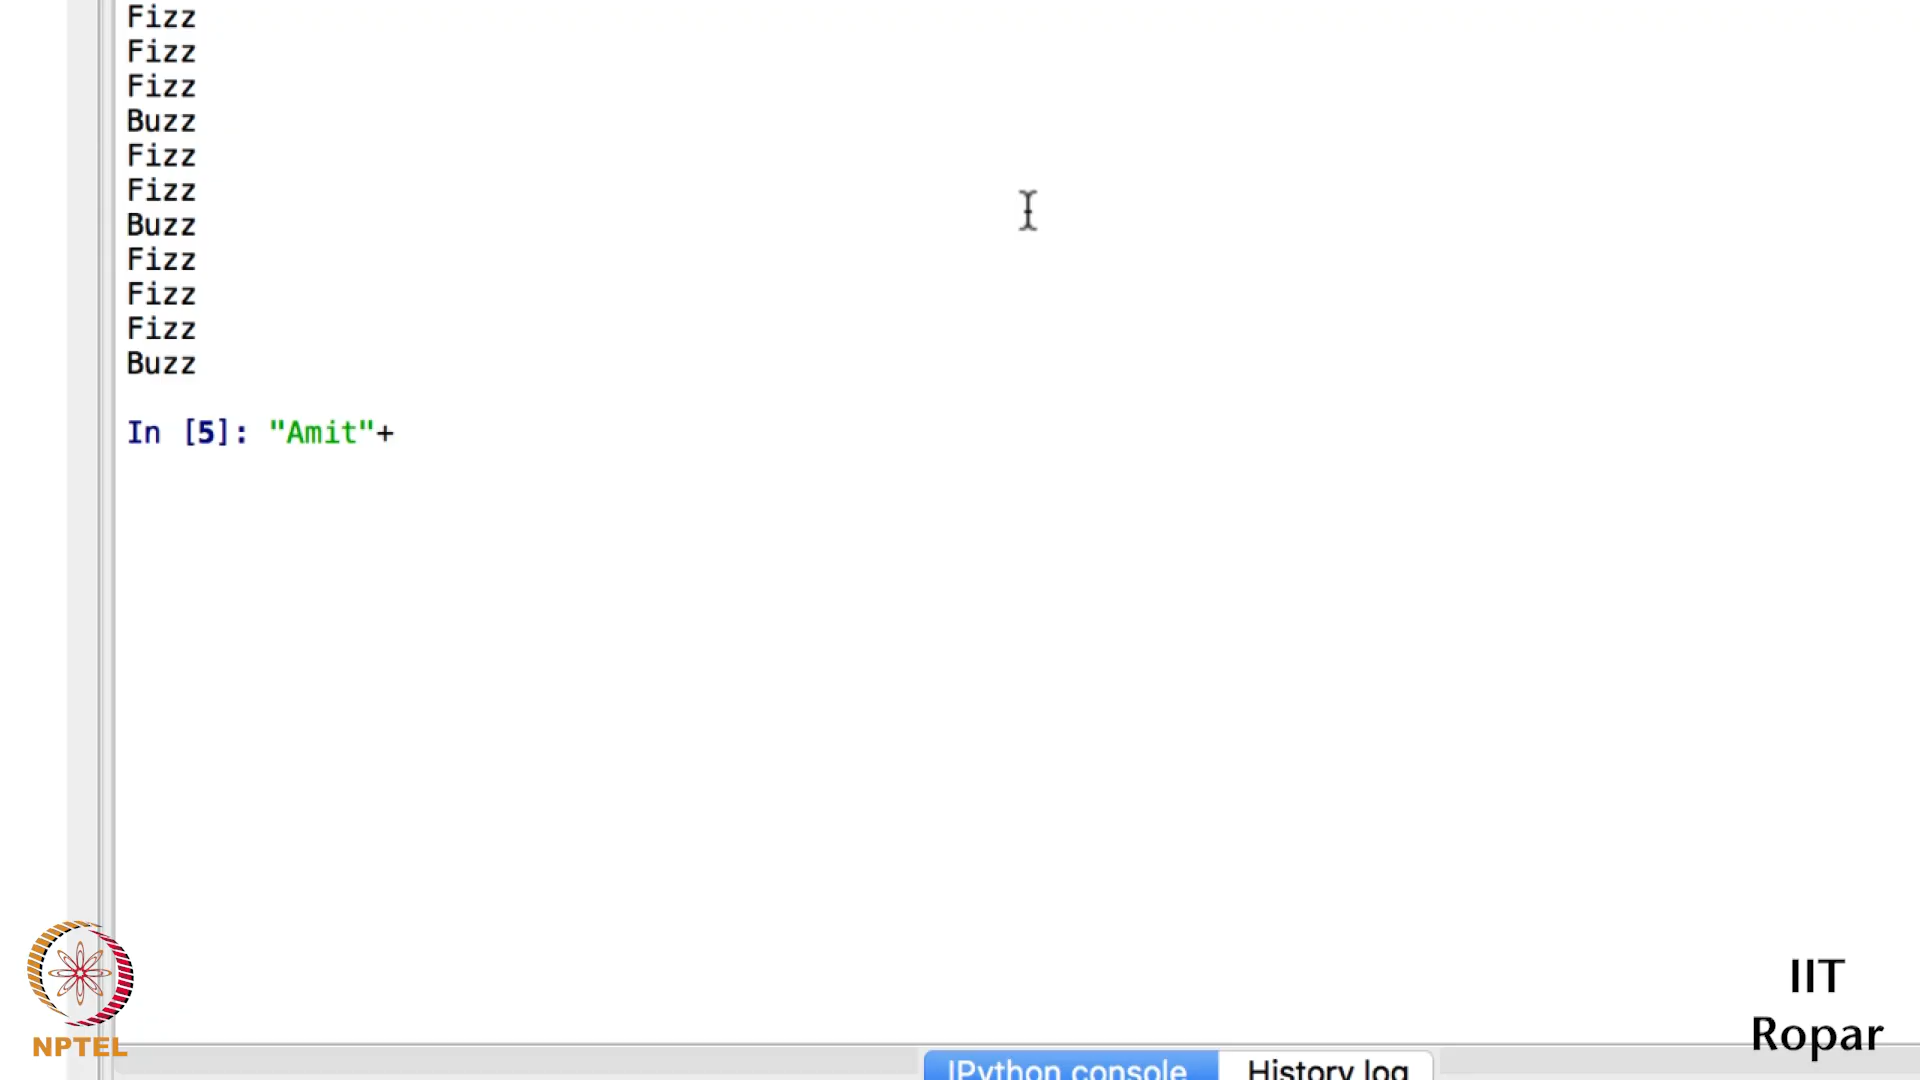 Fizz
Fizz
Fizz
Buzz
Fizz
Fizz
Buzz
Fizz
Fizz
Fizz
Buzz
In [5]: "Amit"+
NPTEL
IIT
Ropar
IPython console
History log